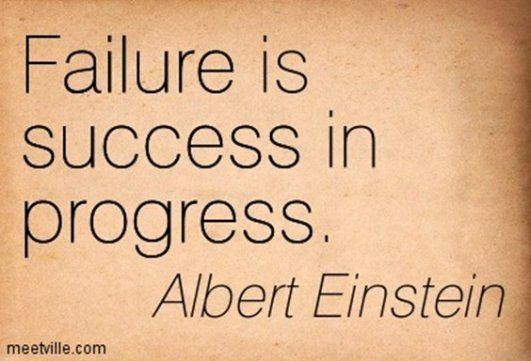 Failure is
success in
progress.
Albert Einstein
meetville.com